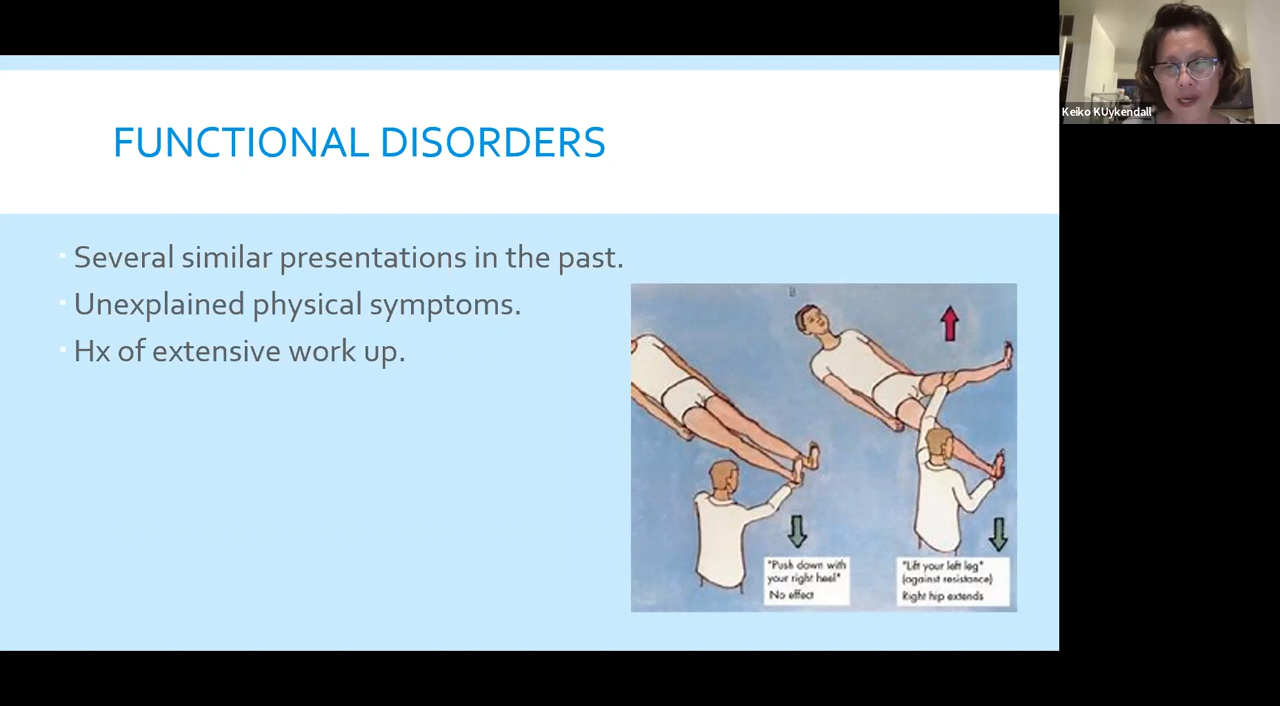 Keiko KUykendall
FUNCTIONAL DISORDERS
Several similar presentations in the past.
Unexplained physical symptoms.
Hx of extensive work up.
"Push down with
your right heel"
No effect
"Lift your left leg"
(against resistance)
Right hip extends